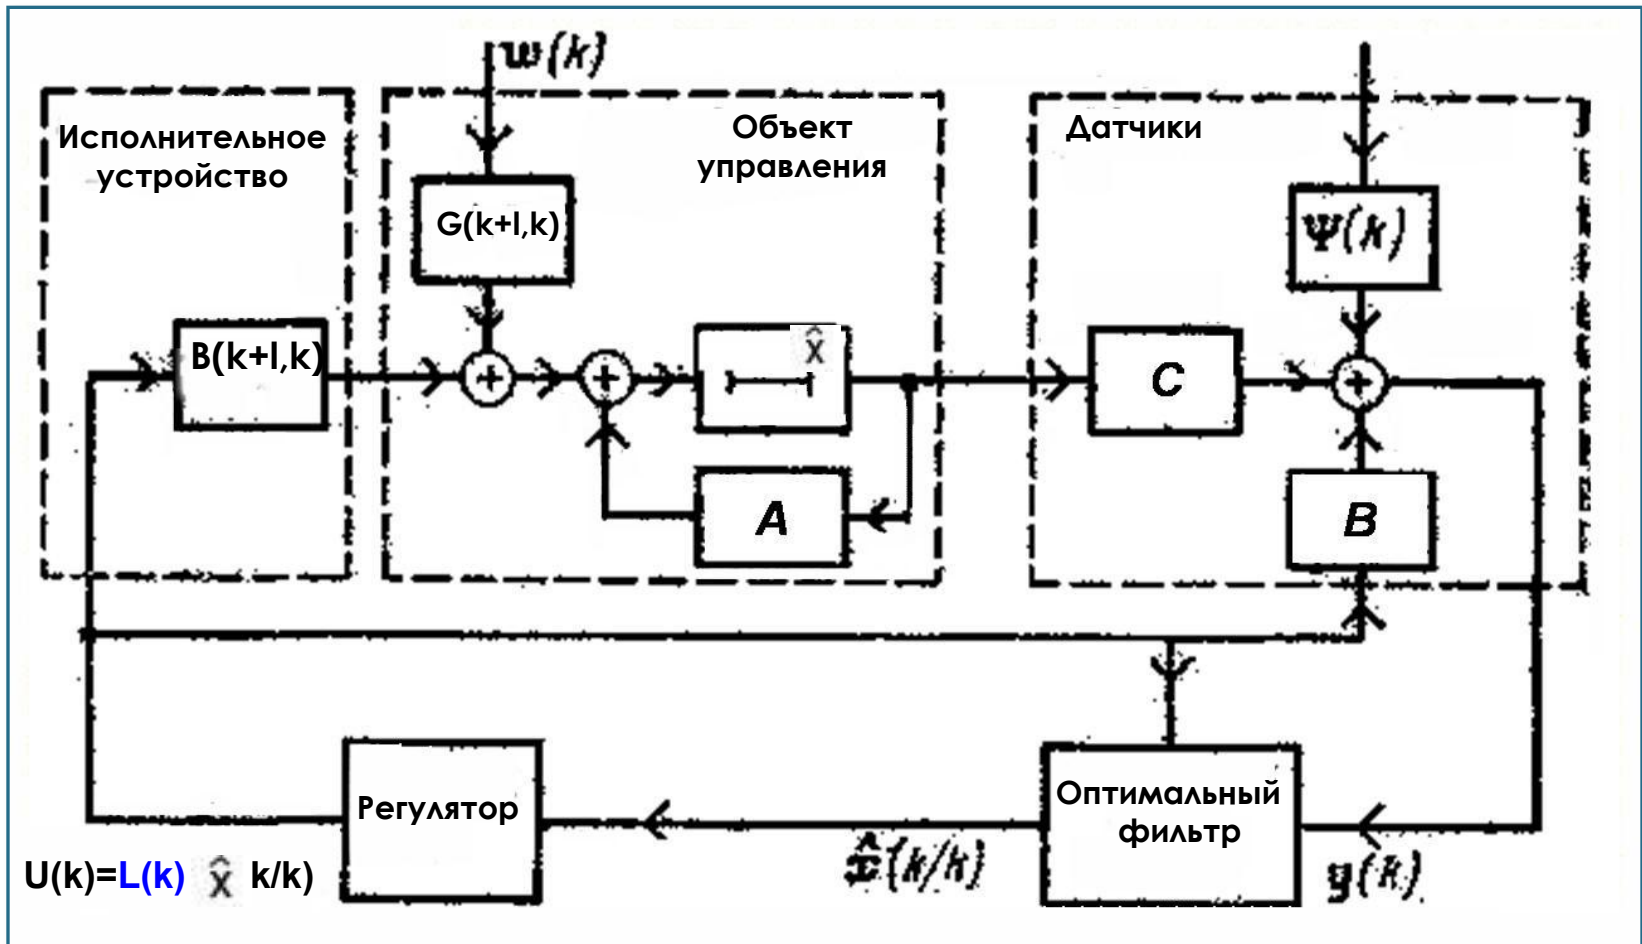 w(k)
Исполнительное
устройство
Объект
управления
Датчики
G(k+l,k)
Ψ(k)
B(k+l,k)
x̂
C
A
B
Регулятор
Оптимальный
фильтр
U(k)=L(k) x̂ k/k)
x̂(k/k)
y(k)